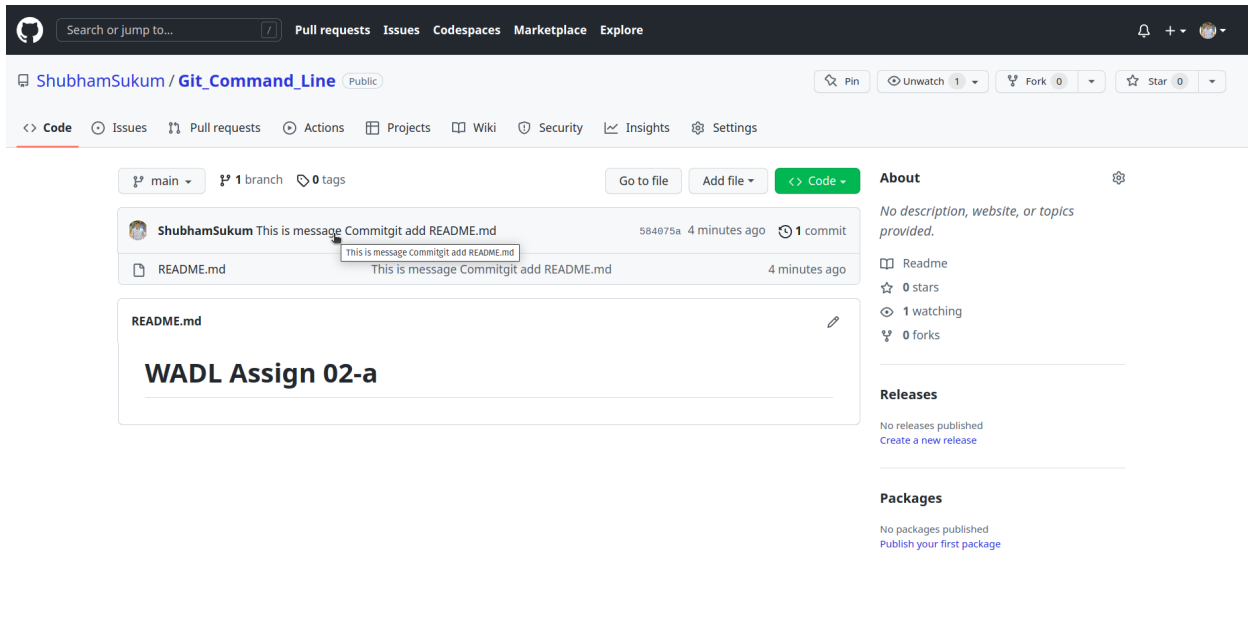 Search or jump to... / Pull requests Issues Codespaces Marketplace Explore
ShubhamSukum / Git_Command_Line Public
Pin Unwatch 1 Fork 0 Star 0
Code Issues Pull requests Actions Projects Wiki Security Insights Settings
main 1 branch 0 tags Go to file Add file Code
ShubhamSukum This is message Commitgit add README.md 584075a 4 minutes ago 1 commit
This is message Commitgit add README.md
README.md This is message Commitgit add README.md 4 minutes ago
README.md
WADL Assign 02-a
About
No description, website, or topics
provided.
Readme
0 stars
1 watching
0 forks
Releases
No releases published
Create a new release
Packages
No packages published
Publish your first package